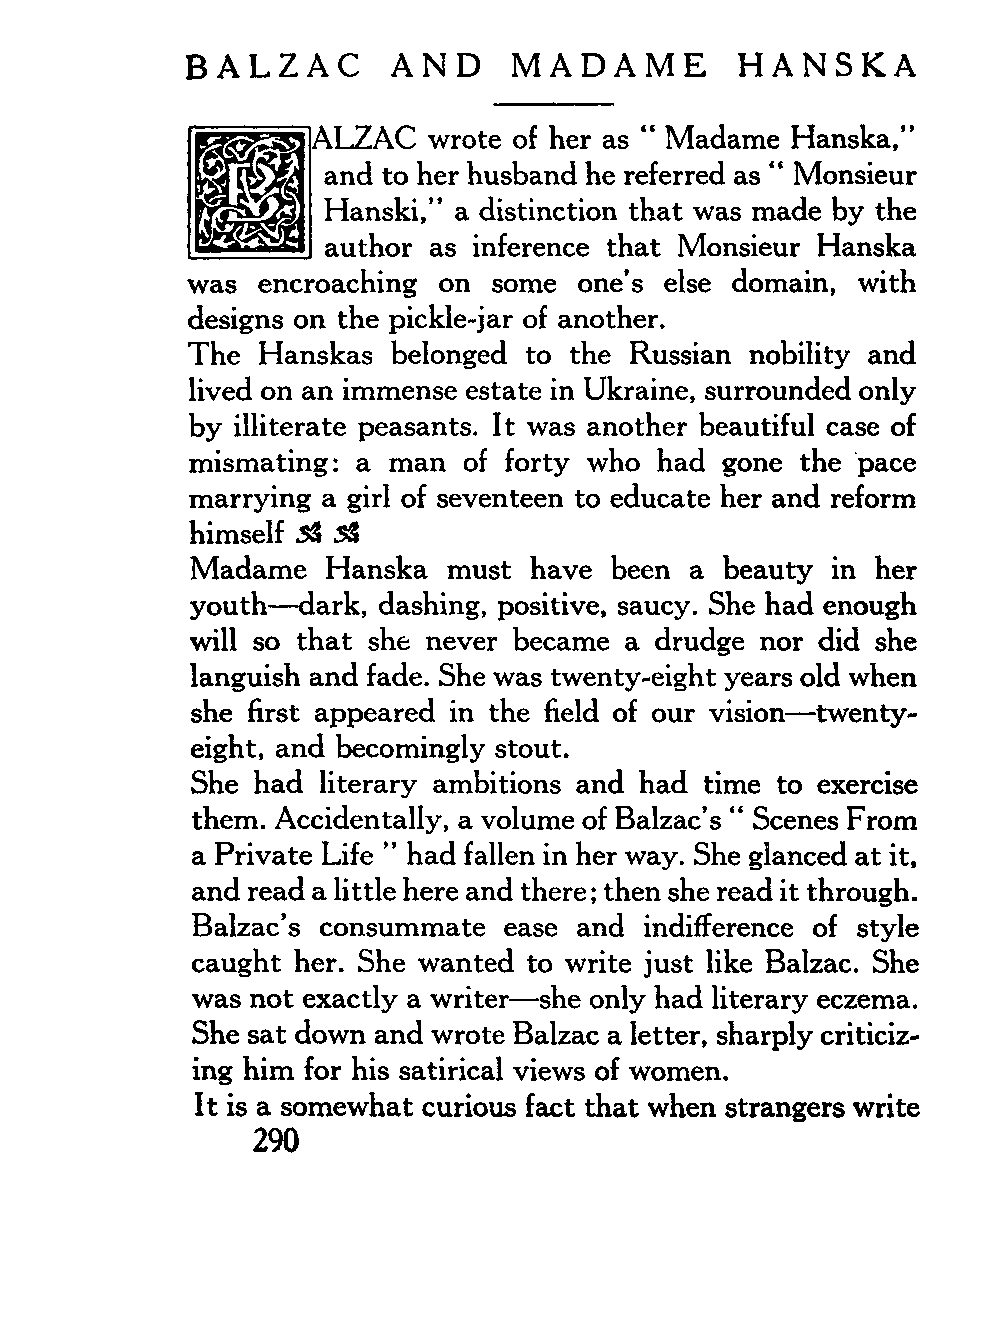 BALZAC AND MADAME HANSKA
BALZAC wrote of her as “ Madame Hanska,”
and to her husband he referred as “ Monsieur
Hanski,” a distinction that was made by the
author as inference that Monsieur Hanska
was encroaching on some one's else domain, with
designs on the pickle-jar of another.
The Hanskas belonged to the Russian nobility and
lived on an immense estate in Ukraine, surrounded only
by illiterate peasants. It was another beautiful case of
mismating: a man of forty who had gone the pace
marrying a girl of seventeen to educate her and reform
himself
Madame Hanska must have been a beauty in her
youth—dark, dashing, positive, saucy. She had enough
will so that she never became a drudge nor did she
languish and fade. She was twenty-eight years old when
she first appeared in the field of our vision—twenty-
eight, and becomingly stout.
She had literary ambitions and had time to exercise
them. Accidentally, a volume of Balzac's “ Scenes From
a Private Life ” had fallen in her way. She glanced at it,
and read a little here and there; then she read it through.
Balzac's consummate ease and indifference of style
caught her. She wanted to write just like Balzac. She
was not exactly a writer—she only had literary eczema.
She sat down and wrote Balzac a letter, sharply criticiz-
ing him for his satirical views of women.
It is a somewhat curious fact that when strangers write
290